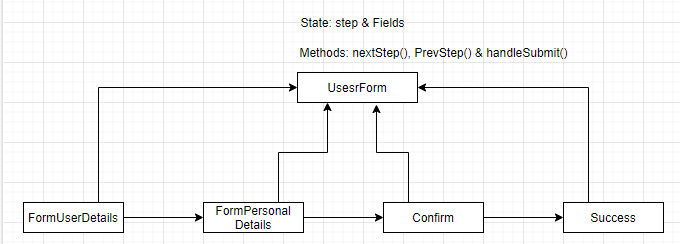 State: step & Fields
Methods: nextStep(), PrevStep() & handleSubmit()
UsesrForm
FormUserDetails
FormPersonal
Details
Confirm
Success